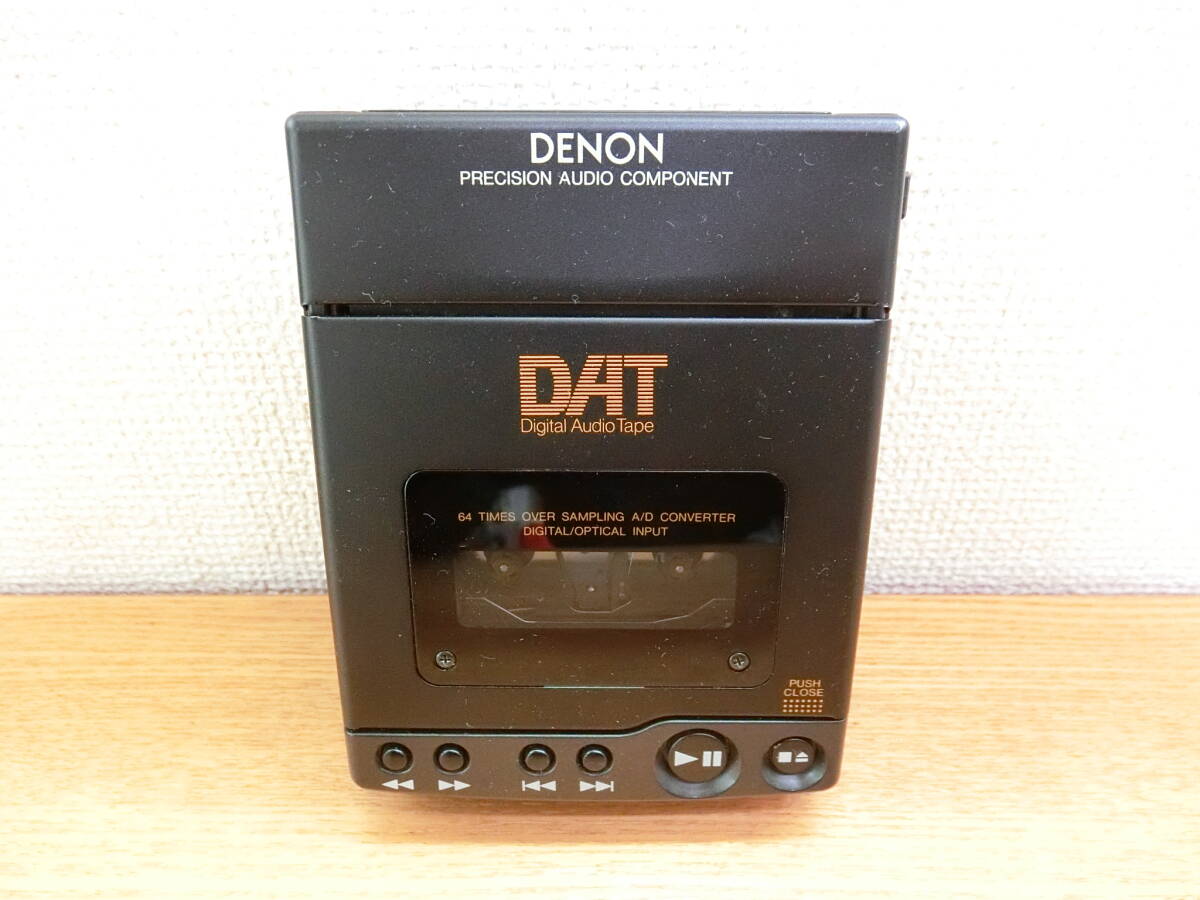 DENON
PRECISION AUDIO COMPONENT
DAT
Digital Audio Tape
64 TIMES OVER SAMPLING A/D CONVERTER
DIGITAL/OPTICAL INPUT
PUSH
CLOSE